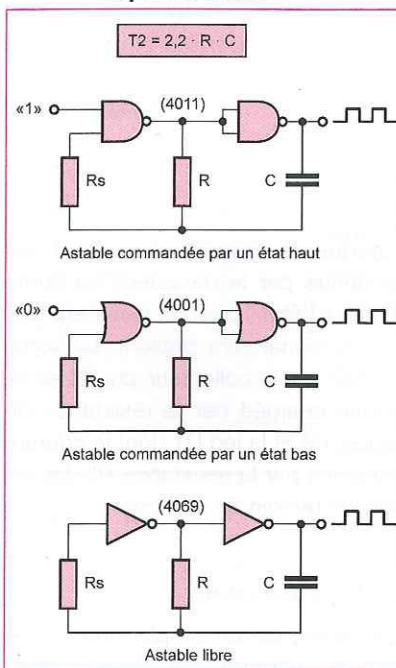 T2 = 2,2 · R · C
«1»
(4011)
Rs
R
C
Astable commandée par un état haut
«0»
(4001)
Rs
R
C
Astable commandée par un état bas
(4069)
Rs
R
C
Astable libre